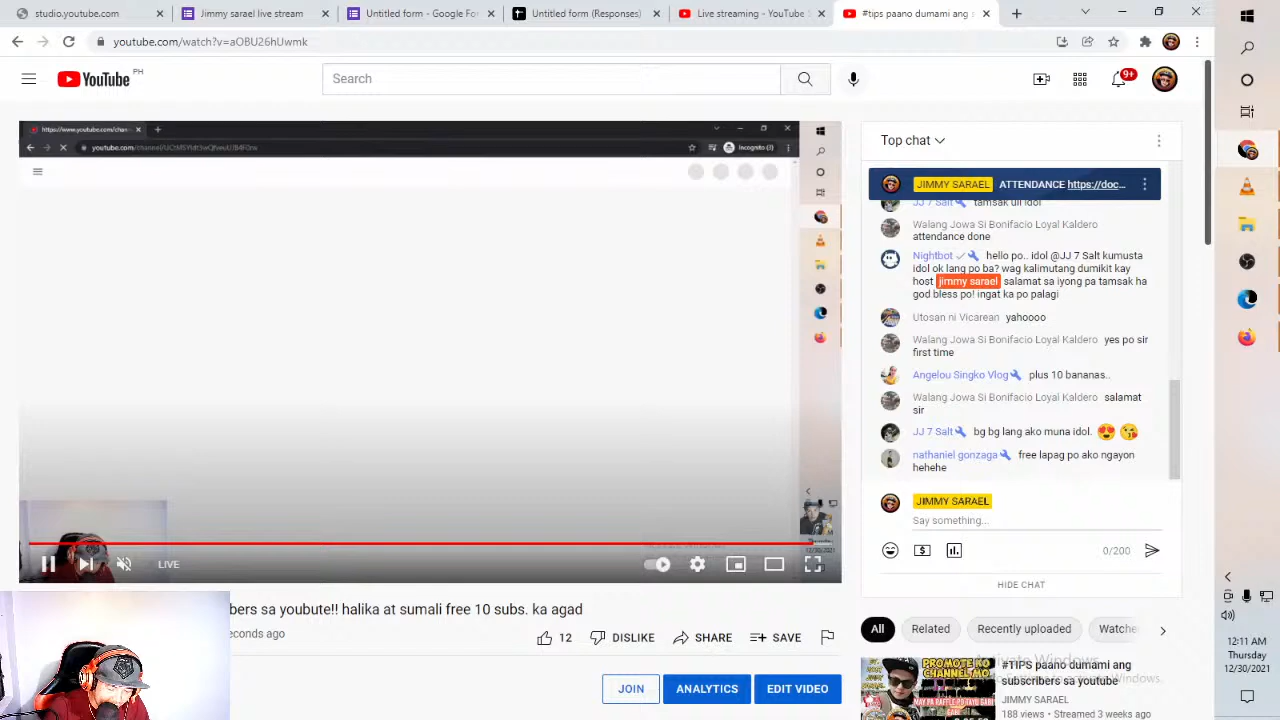 studio.youtube.com
Jimmy sarael live stream
Untitled form - Google Fo
Untitled form (Responses)
Live streaming - YouTube S
#tips paano dumami ang
youtube.com/watch?v=aOBU26hUwmk
YouTube PH
Search
9+
https://www.youtube.com/chan
Incognito (3)
LIVE
Top chat
JIMMY SARAEL ATTENDANCE https://doc...
JJ 7 Salt tamsak uli idol
Walang Jowa Si Bonifacio Loyal Kaldero
attendance done
Nightbot hello po.. idol @JJ 7 Salt kumusta
idol ok lang po ba? wag kalimutang dumikit kay
host jimmy sarael salamat sa iyong pa tamsak ha
god bless po! ingat ka po palagi
Utosan ni Vicarean yahoooo
Walang Jowa Si Bonifacio Loyal Kaldero yes po sir
first time
Angelou Singko Vlog plus 10 bananas..
Walang Jowa Si Bonifacio Loyal Kaldero salamat
sir
JJ 7 Salt bg bg lang ako muna idol. 😍 😘
nathaniel gonzaga free lapag po ako ngayon
hehehe
JIMMY SARAEL
Say something...
0/200
HIDE CHAT
bers sa youbute!! halika at sumali free 10 subs. ka agad
econds ago
12 DISLIKE SHARE SAVE
JOIN ANALYTICS EDIT VIDEO
All Related Recently uploaded Watche
PROMOTE KO
CHANNEL MO
#TIPS paano dumami ang
subscribers sa youtube
JIMMY SARAEL
188 views • Streamed 3 weeks ago
Activate Windows
12:11 AM
Thursday
12/30/2021